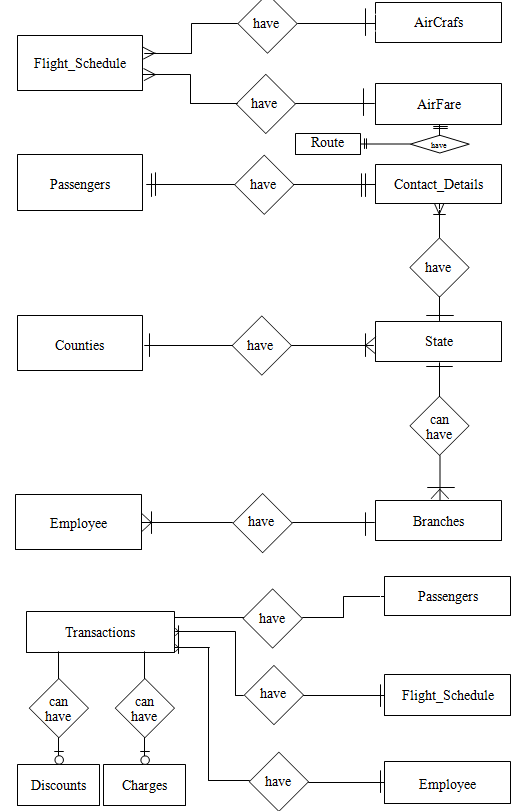 have
AirCrafs
Flight_Schedule
have
AirFare
Route
have
Passengers
have
Contact_Details
have
Counties
have
State
can
have
Employee
have
Branches
have
Passengers
Transactions
can
have
can
have
have
Flight_Schedule
Discounts
Charges
have
Employee